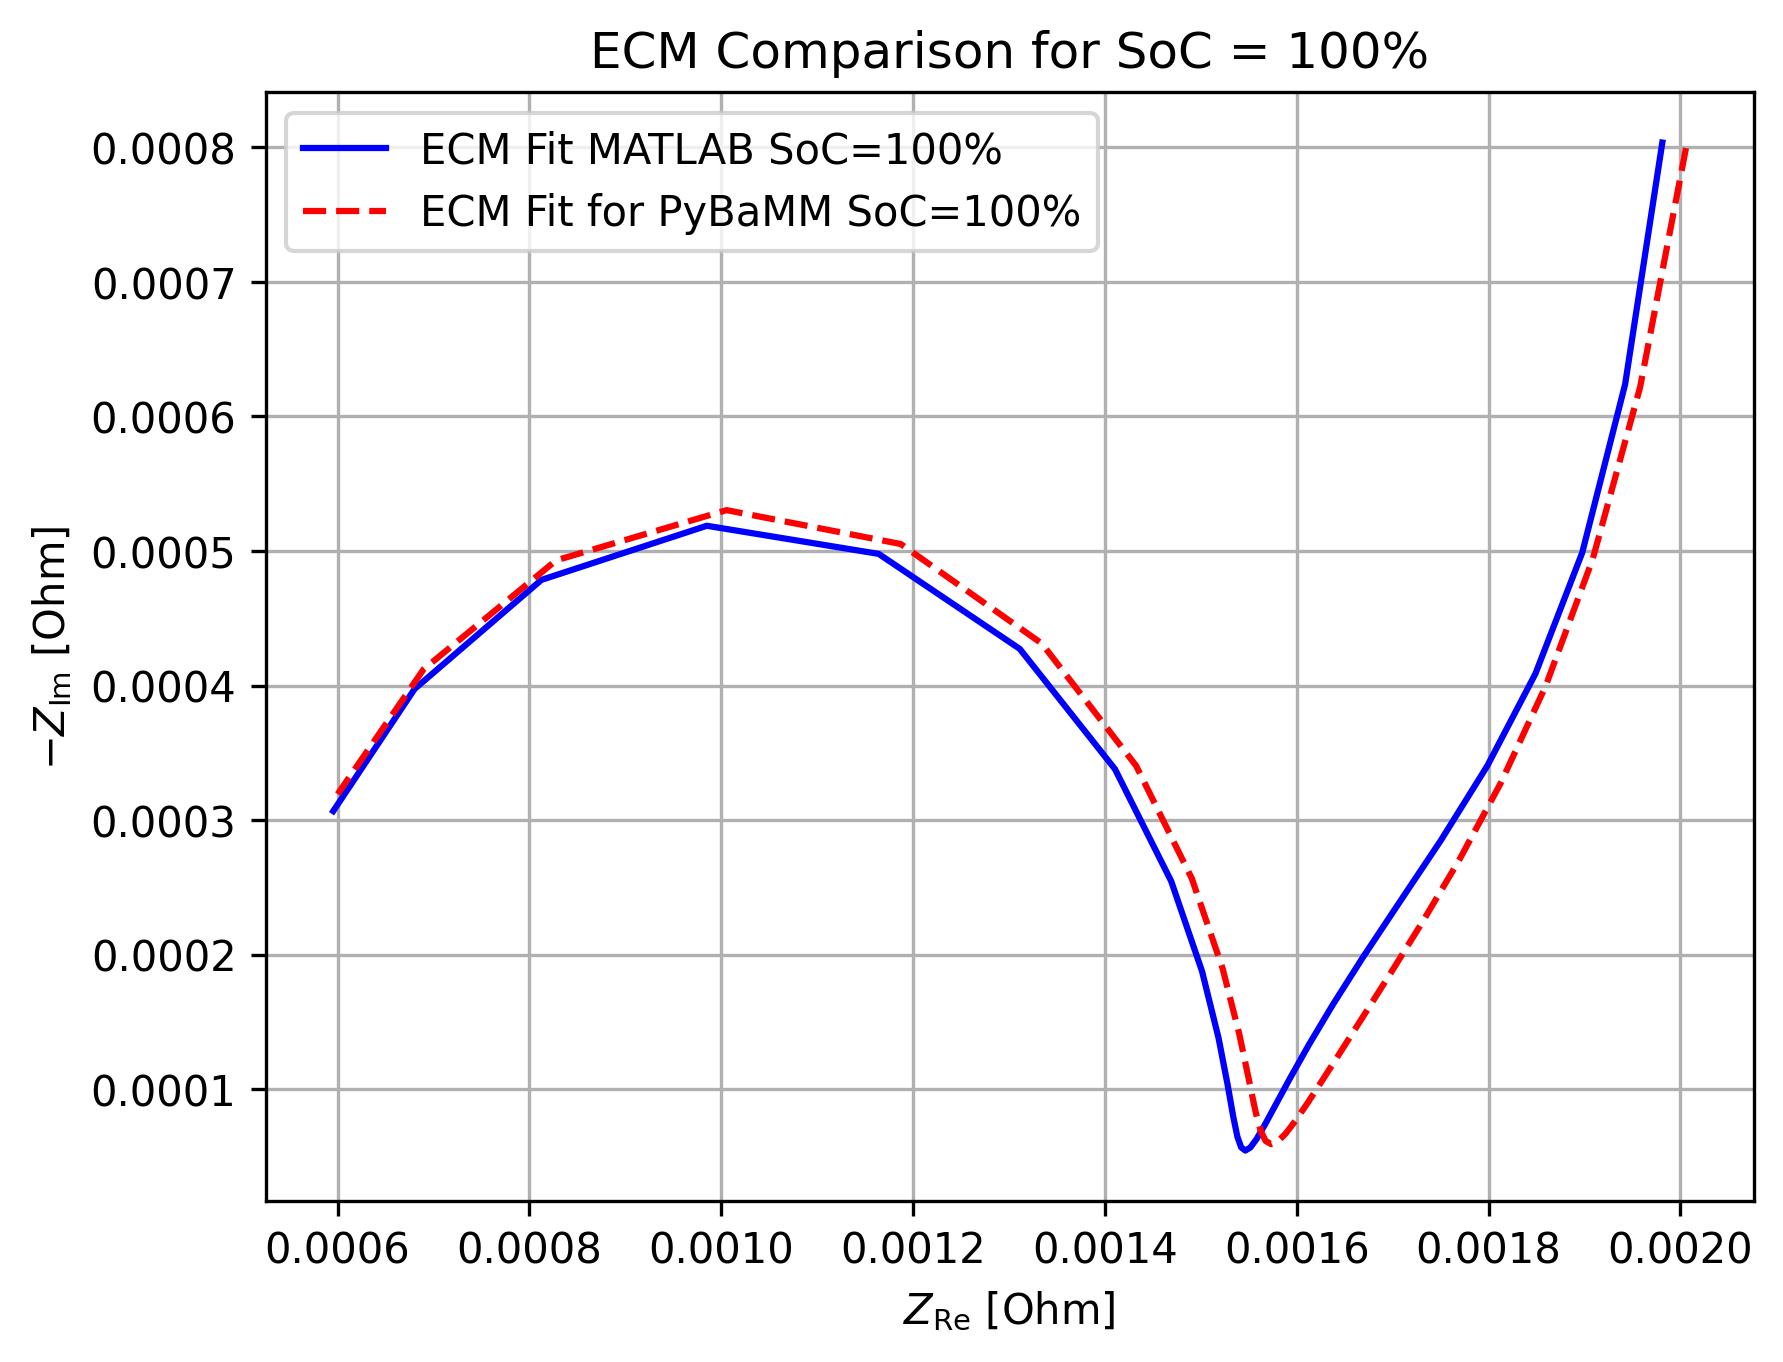 ECM Comparison for SoC = 100%
ECM Fit MATLAB SoC=100%
ECM Fit for PyBaMM SoC=100%
−Z_Im [Ohm]
0.0008
0.0007
0.0006
0.0005
0.0004
0.0003
0.0002
0.0001
0.0006 0.0008 0.0010 0.0012 0.0014 0.0016 0.0018 0.0020
Z_Re [Ohm]